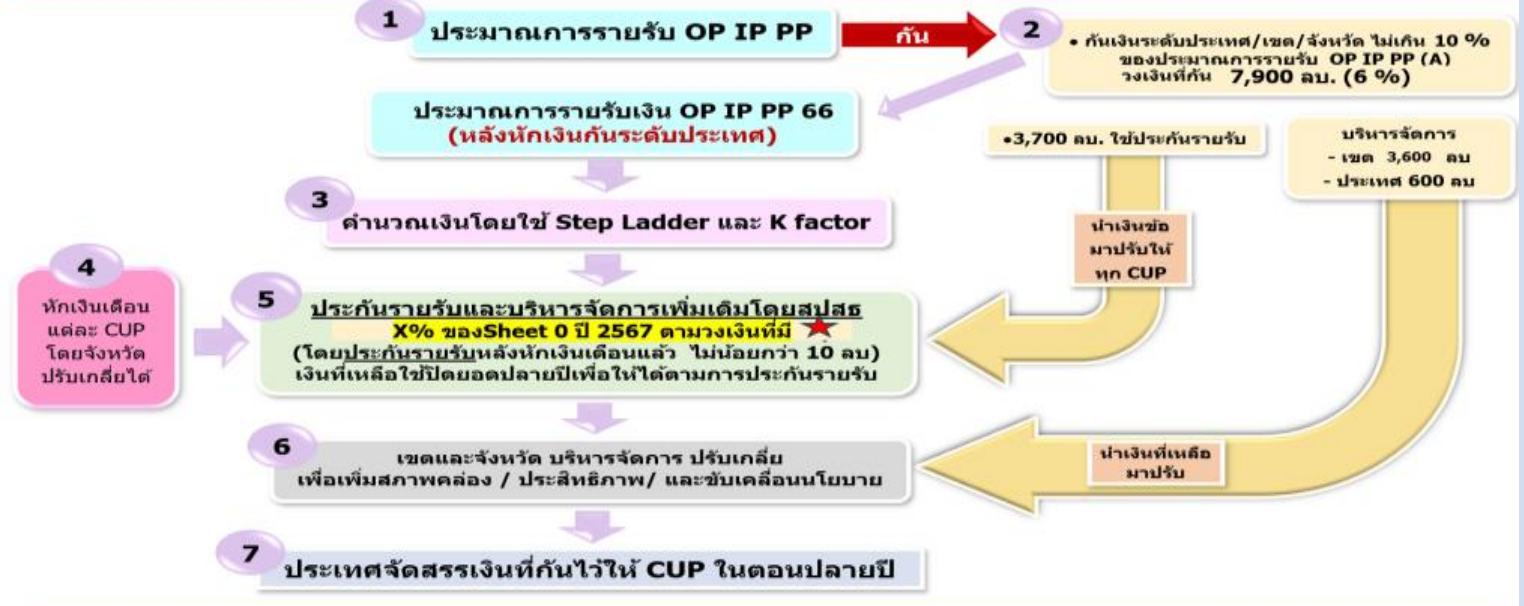 1
ประมาณการรายรับ OP IP PP
กัน
2
• กันเงินระดับประเทศ/เขต/จังหวัด ไม่เกิน 10 %
ของประมาณการรายรับ OP IP PP (A)
วงเงินที่กัน 7,900 ลบ. (6 %)
ประมาณการรายรับเงิน OP IP PP 66
(หลังหักเงินกันระดับประเทศ)
•3,700 ลบ. ใช้ประกันรายรับ
บริหารจัดการ
- เขต 3,600 ลบ
- ประเทศ 600 ลบ
3
คำนวณเงินโดยใช้ Step Ladder และ K factor
นำเงินข้อ
มาปรับให้
ทุก CUP
4
หักเงินเดือน
แต่ละ CUP
โดยจังหวัด
ปรับเกลี่ยได้
5
ประกันรายรับและบริหารจัดการเพิ่มเติมโดยสปสธ
X% ของSheet 0 ปี 2567 ตามวงเงินที่มี
(โดยประกันรายรับหลังหักเงินเดือนแล้ว ไม่น้อยกว่า 10 ลบ)
เงินที่เหลือใช้ปิดยอดปลายปีเพื่อให้ได้ตามการประกันรายรับ
6
เขตและจังหวัด บริหารจัดการ ปรับเกลี่ย
เพื่อเพิ่มสภาพคล่อง / ประสิทธิภาพ/ และขับเคลื่อนนโยบาย
นำเงินที่เหลือ
มาปรับ
7
ประเทศจัดสรรเงินที่กันไว้ให้ CUP ในตอนปลายปี